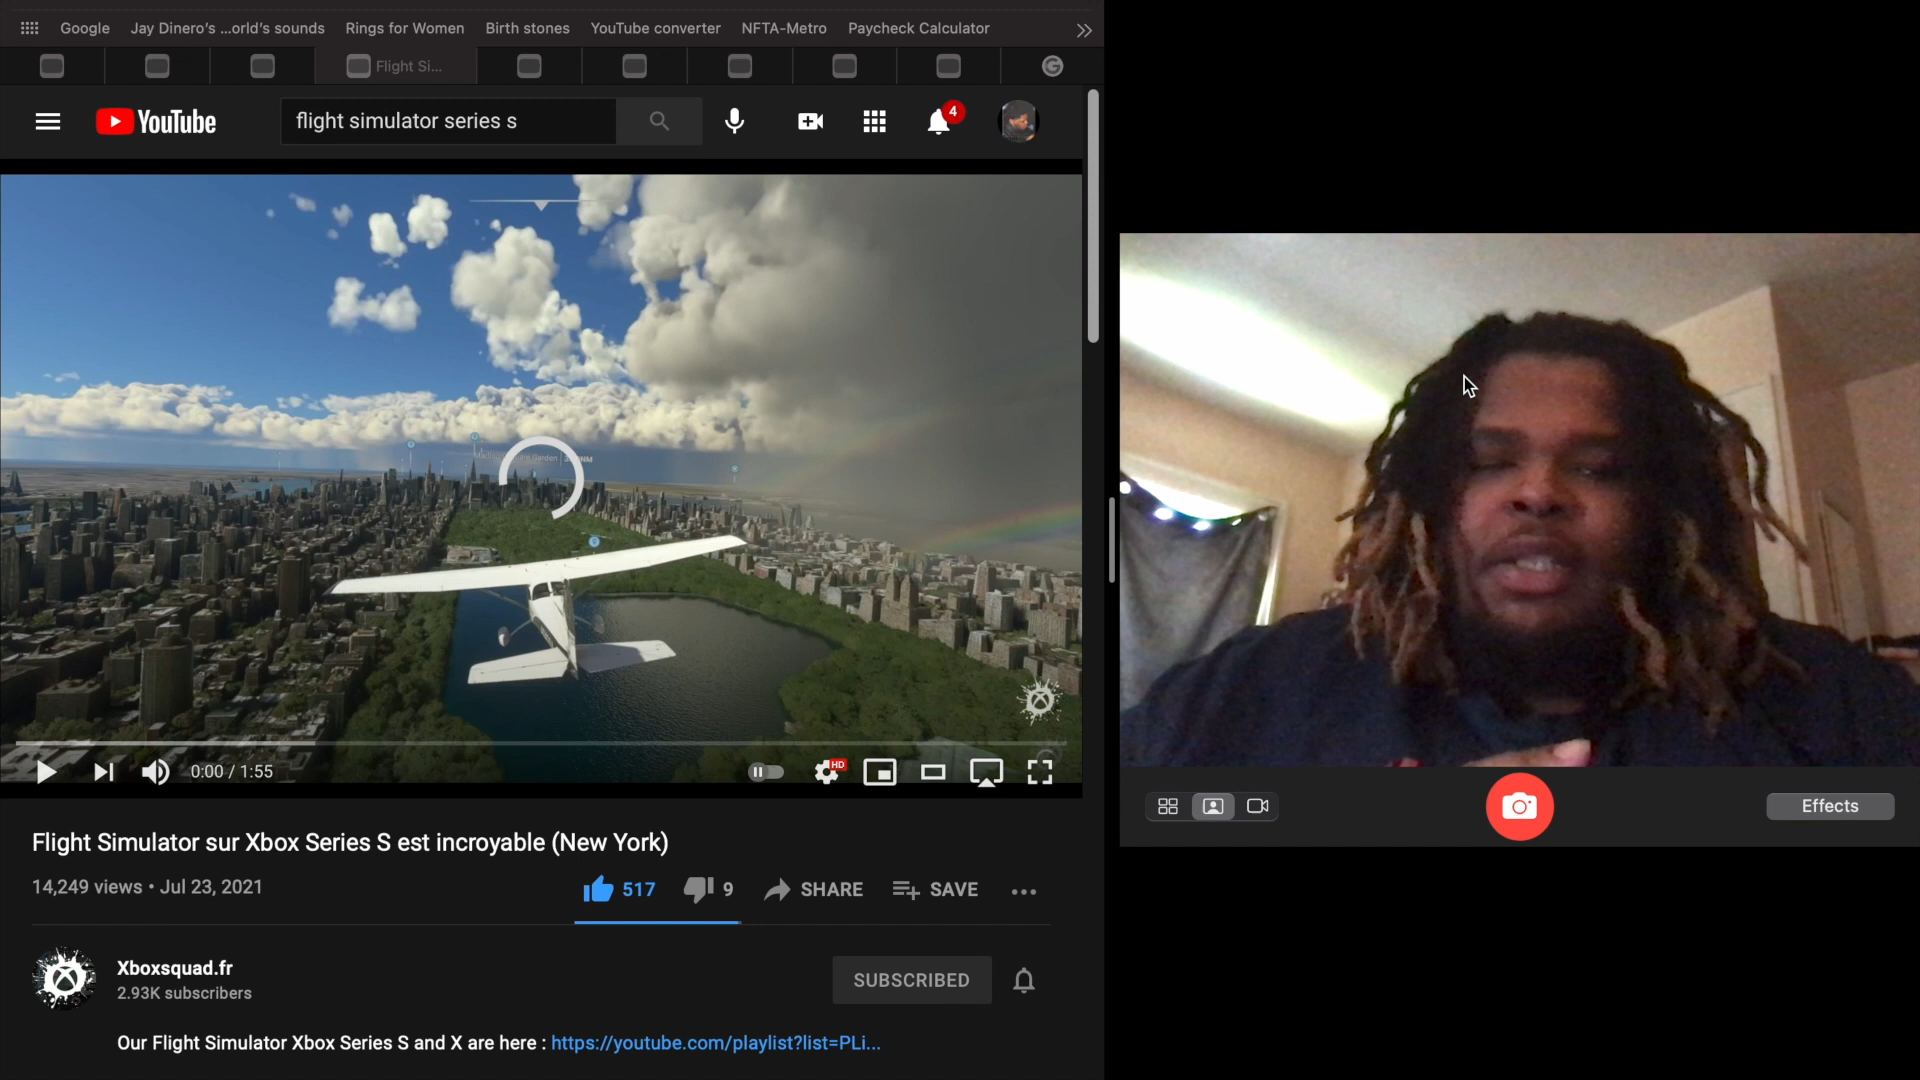 Google Jay Dinero's ...orld's sounds Rings for Women Birth stones YouTube converter NFTA-Metro Paycheck Calculator
Flight Si...
G
YouTube
flight simulator series s
4
0:00 / 1:55
HD
Flight Simulator sur Xbox Series S est incroyable (New York)
14,249 views • Jul 23, 2021
517
9
SHARE
SAVE
Xboxsquad.fr
2.93K subscribers
SUBSCRIBED
Our Flight Simulator Xbox Series S and X are here : https://youtube.com/playlist?list=PLi...
Effects